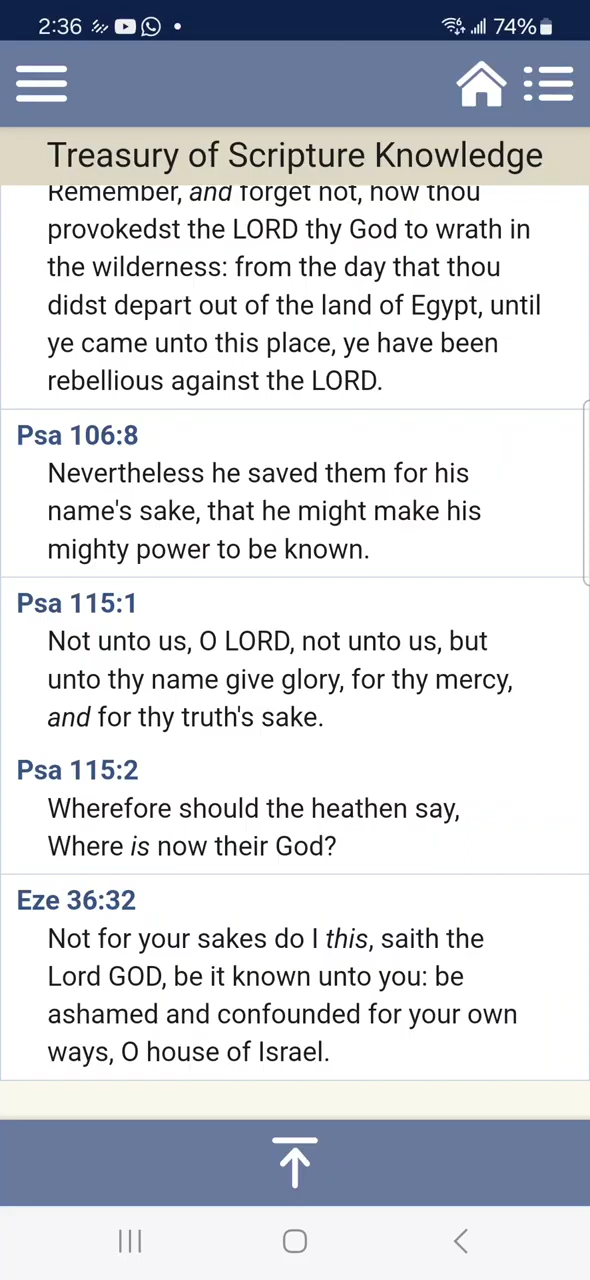 2:36 74%
Treasury of Scripture Knowledge
Remember, and forget not, how thou
provokedst the LORD thy God to wrath in
the wilderness: from the day that thou
didst depart out of the land of Egypt, until
ye came unto this place, ye have been
rebellious against the LORD.
Psa 106:8
Nevertheless he saved them for his
name's sake, that he might make his
mighty power to be known.
Psa 115:1
Not unto us, O LORD, not unto us, but
unto thy name give glory, for thy mercy,
and for thy truth's sake.
Psa 115:2
Wherefore should the heathen say,
Where is now their God?
Eze 36:32
Not for your sakes do I this, saith the
Lord GOD, be it known unto you: be
ashamed and confounded for your own
ways, O house of Israel.